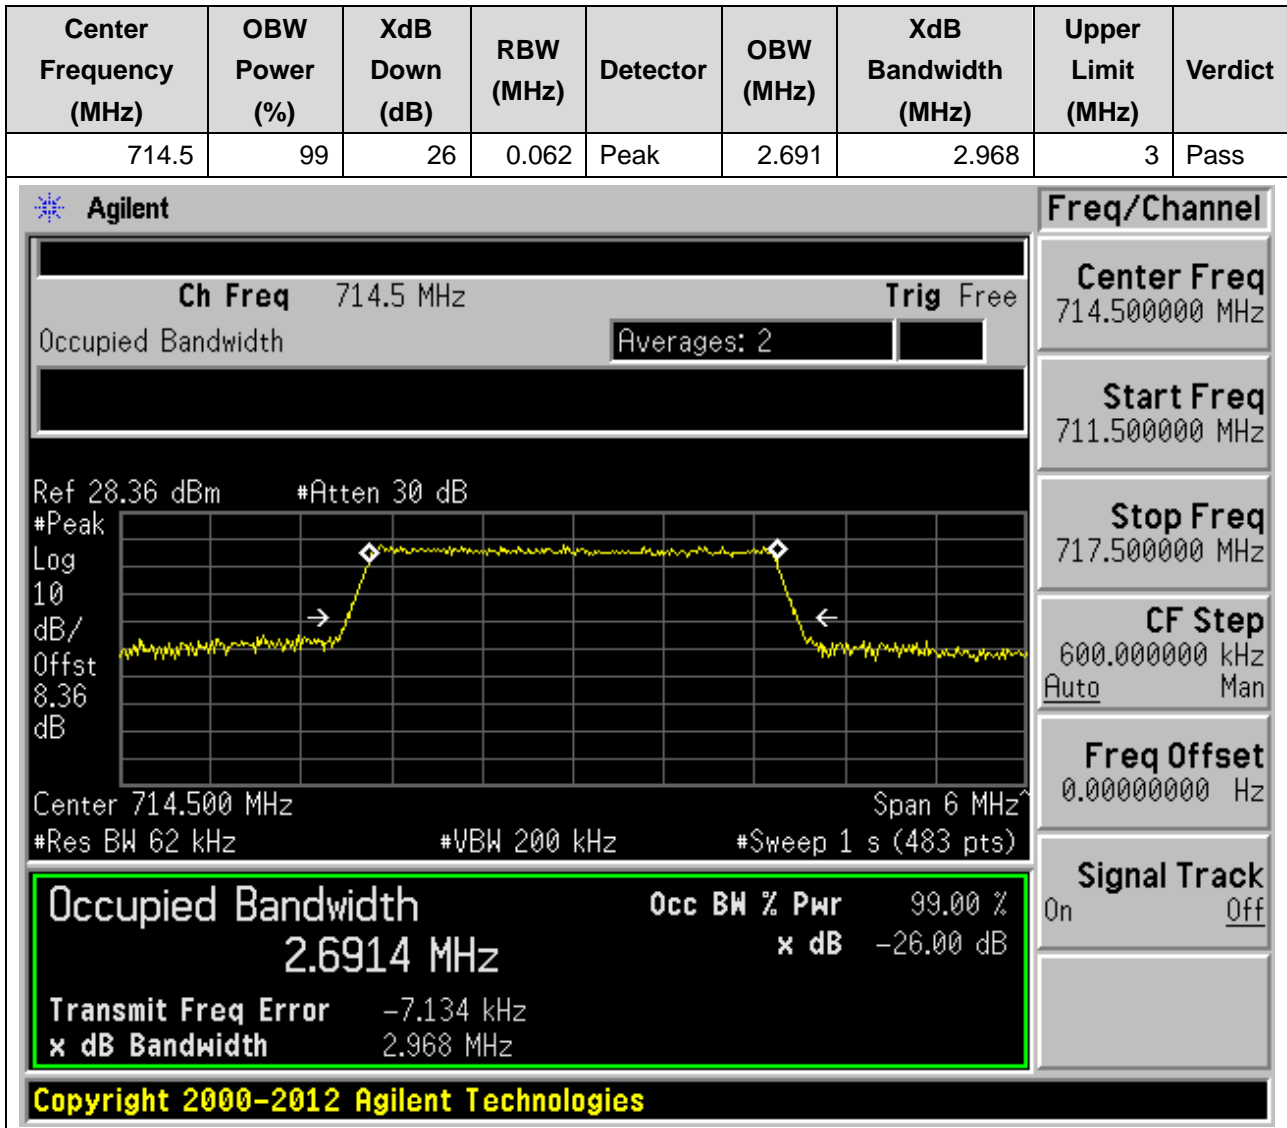 Center Frequency (MHz) OBW Power (%) XdB Down (dB) RBW (MHz) Detector OBW (MHz) XdB Bandwidth (MHz) Upper Limit (MHz) Verdict
714.5 99 26 0.062 Peak 2.691 2.968 3 Pass
Agilent
Ch Freq 714.5 MHz Trig Free
Occupied Bandwidth Averages: 2
Ref 28.36 dBm #Atten 30 dB
#Peak
Log
10
dB/
Offst
8.36
dB
Center 714.500 MHz Span 6 MHz^
#Res BW 62 kHz #VBW 200 kHz #Sweep 1 s (483 pts)
Occupied Bandwidth Occ BW % Pwr 99.00 %
2.6914 MHz x dB -26.00 dB
Transmit Freq Error -7.134 kHz
x dB Bandwidth 2.968 MHz
Copyright 2000-2012 Agilent Technologies
Freq/Channel
Center Freq
714.500000 MHz
Start Freq
711.500000 MHz
Stop Freq
717.500000 MHz
CF Step
600.000000 kHz
Auto Man
Freq Offset
0.00000000 Hz
Signal Track
On Off